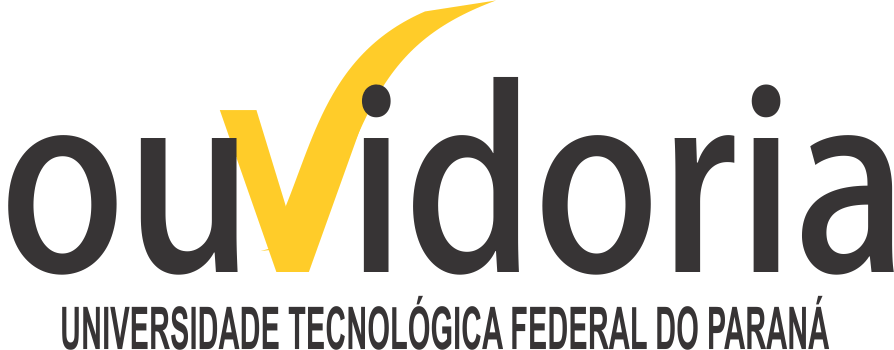 ouvidoria
UNIVERSIDADE TECNOLÓGICA FEDERAL DO PARANÁ